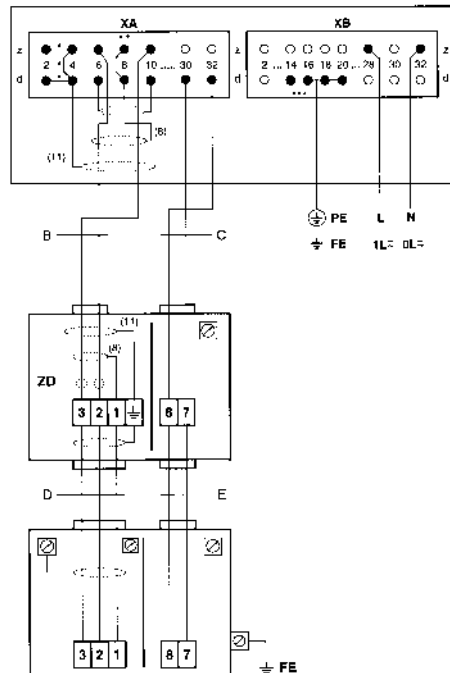 XA XB
z z z z
2 4 6 8 10 ..... 30 32 2 ... 14 16 18 20 ... 28 30 32
d d d d
(8)
(11)
PE L N
FE 1L 0L
B C
(11)
(8)
ZD
3 2 1 6 7
D E
3 2 1 8 7
FE